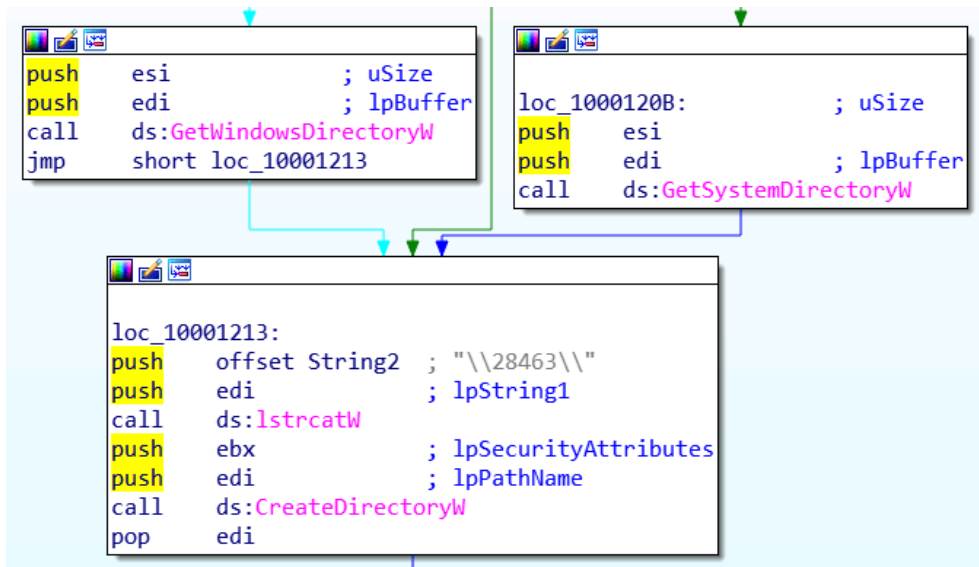 push    esi             ; uSize
push    edi             ; lpBuffer
call    ds:GetWindowsDirectoryW
jmp     short loc_10001213
loc_1000120B:           ; uSize
push    esi
push    edi             ; lpBuffer
call    ds:GetSystemDirectoryW
loc_10001213:
push    offset String2  ; "\\28463\\"
push    edi             ; lpString1
call    ds:lstrcatW
push    ebx             ; lpSecurityAttributes
push    edi             ; lpPathName
call    ds:CreateDirectoryW
pop     edi